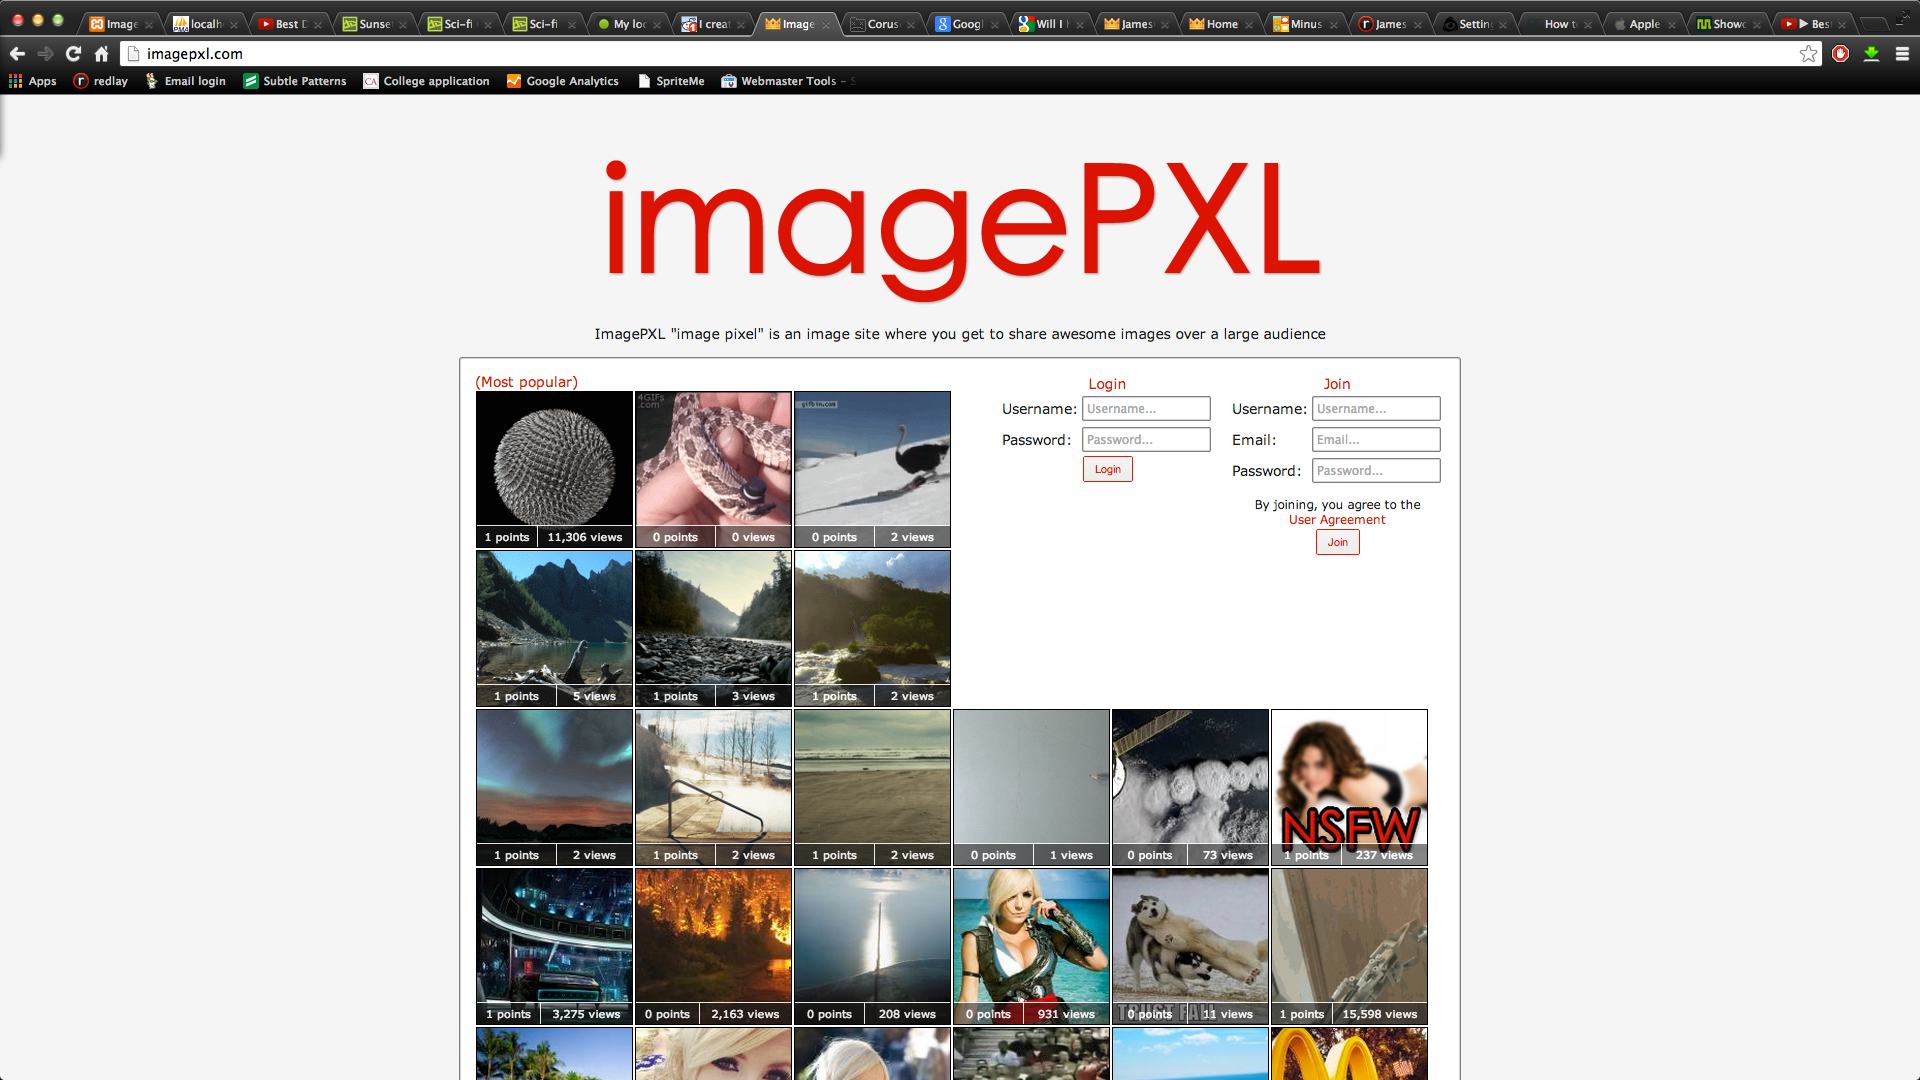 Image
localh
Best D
Sunset
Sci-fi
Sci-fi
My loc
I creat
Image
Corus
Googl
Will I
James
Home
Minus
James
Settin
How t
Apple
Showc
▶ Best
imagepxl.com
Apps
redlay
Email login
Subtle Patterns
CA College application
Google Analytics
SpriteMe
Webmaster Tools – S
imagePXL
ImagePXL "image pixel" is an image site where you get to share awesome images over a large audience
(Most popular)
4GIFs
.com
gifbin.com
1 points 11,306 views
0 points 0 views
0 points 2 views
Login
Username: Username...
Password: Password...
Login
Join
Username: Username...
Email: Email...
Password: Password...
By joining, you agree to the
User Agreement
Join
1 points 5 views
1 points 3 views
1 points 2 views
NSFW
1 points 2 views
1 points 2 views
1 points 2 views
0 points 1 views
0 points 73 views
1 points 237 views
TRUST FALL
1 points 3,275 views
0 points 2,163 views
0 points 208 views
0 points 931 views
0 points 11 views
1 points 15,598 views